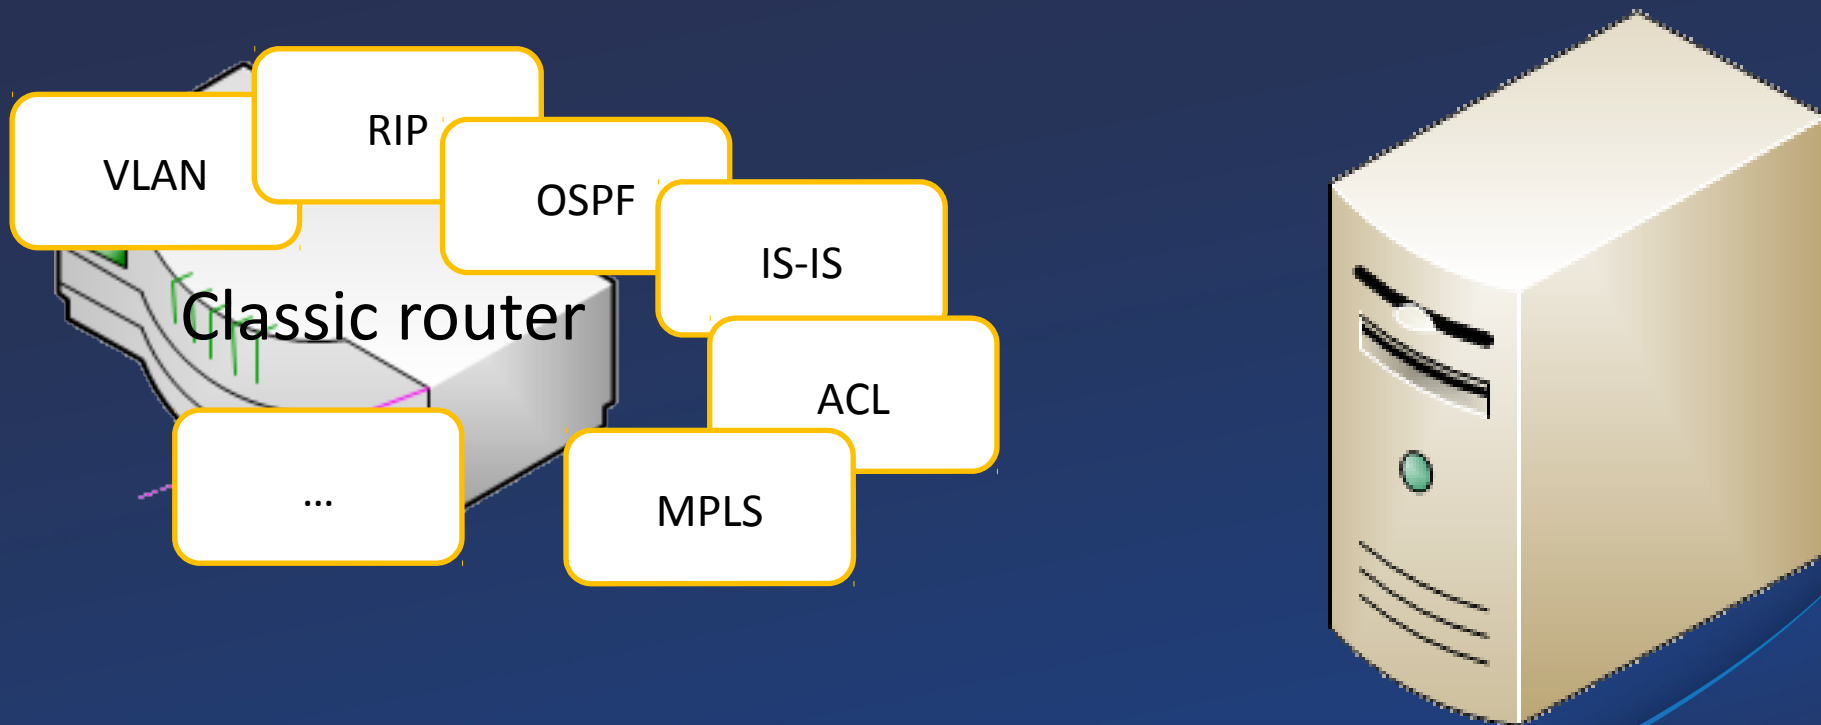 VLAN
RIP
OSPF
IS-IS
Classic router
ACL
...
MPLS